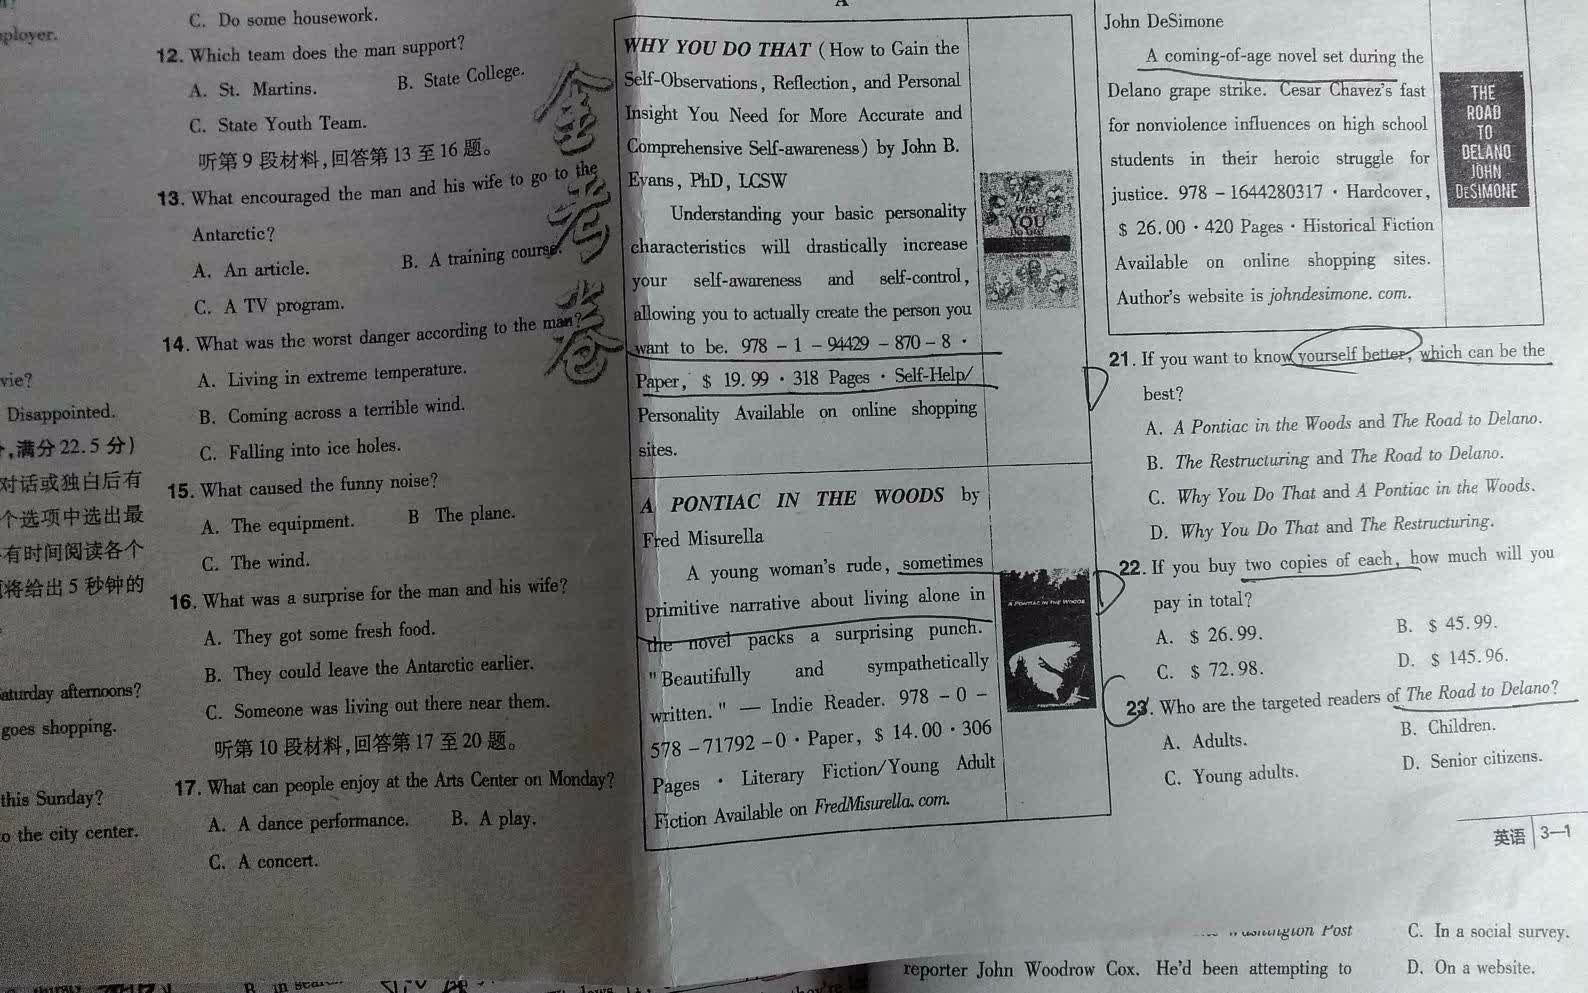 ployer.
vie?
Disappointed.
,满分22.5分)
对话或独白后有
个选项中选出最
有时间阅读各个
将给出5秒钟的
aturday afternoons?
goes shopping.
this Sunday?
o the city center.
C. Do some housework.
12. Which team does the man support?
A. St. Martins. B. State College.
C. State Youth Team.
听第9段材料,回答第13至16题。
13. What encouraged the man and his wife to go to the
Antarctic?
A. An article. B. A training course.
C. A TV program.
14. What was the worst danger according to the man?
A. Living in extreme temperature.
B. Coming across a terrible wind.
C. Falling into ice holes.
15. What caused the funny noise?
A. The equipment. B The plane.
C. The wind.
16. What was a surprise for the man and his wife?
A. They got some fresh food.
B. They could leave the Antarctic earlier.
C. Someone was living out there near them.
听第10段材料,回答第17至20题。
17. What can people enjoy at the Arts Center on Monday?
A. A dance performance. B. A play.
C. A concert.
金考卷
A
WHY YOU DO THAT (How to Gain the
Self-Observations, Reflection, and Personal
Insight You Need for More Accurate and
Comprehensive Self-awareness) by John B.
Evans, PhD, LCSW
Understanding your basic personality
characteristics will drastically increase
your self-awareness and self-control,
allowing you to actually create the person you
want to be. 978 - 1 - 94429 - 870 - 8 ·
Paper, $ 19. 99 · 318 Pages · Self-Help/
Personality Available on online shopping
sites.
WHY
YOU
DO THAT
A PONTIAC IN THE WOODS by
Fred Misurella
A young woman's rude, sometimes
primitive narrative about living alone in
the novel packs a surprising punch.
"Beautifully and sympathetically
written." — Indie Reader. 978 - 0 -
578 - 71792 - 0 · Paper, $ 14.00 · 306
Pages · Literary Fiction/Young Adult
Fiction Available on FredMisurella. com.
A PONTIAC IN THE WOODS
John DeSimone
A coming-of-age novel set during the
Delano grape strike. Cesar Chavez's fast
for nonviolence influences on high school
students in their heroic struggle for
justice. 978 - 1644280317 · Hardcover,
$ 26.00 · 420 Pages · Historical Fiction
Available on online shopping sites.
Author's website is johndesimone. com.
THE
ROAD
TO
DELANO
JOHN
DESIMONE
21. If you want to know yourself better, which can be the
best?
A. A Pontiac in the Woods and The Road to Delano.
B. The Restructuring and The Road to Delano.
C. Why You Do That and A Pontiac in the Woods.
D. Why You Do That and The Restructuring.
D
22. If you buy two copies of each, how much will you
pay in total?
A. $ 26.99. B. $ 45.99.
C. $ 72.98. D. $ 145.96.
D
23. Who are the targeted readers of The Road to Delano?
A. Adults. B. Children.
C. Young adults. D. Senior citizens.
C
英语 3—1
Washington Post
reporter John Woodrow Cox. He'd been attempting to
C. In a social survey.
D. On a website.